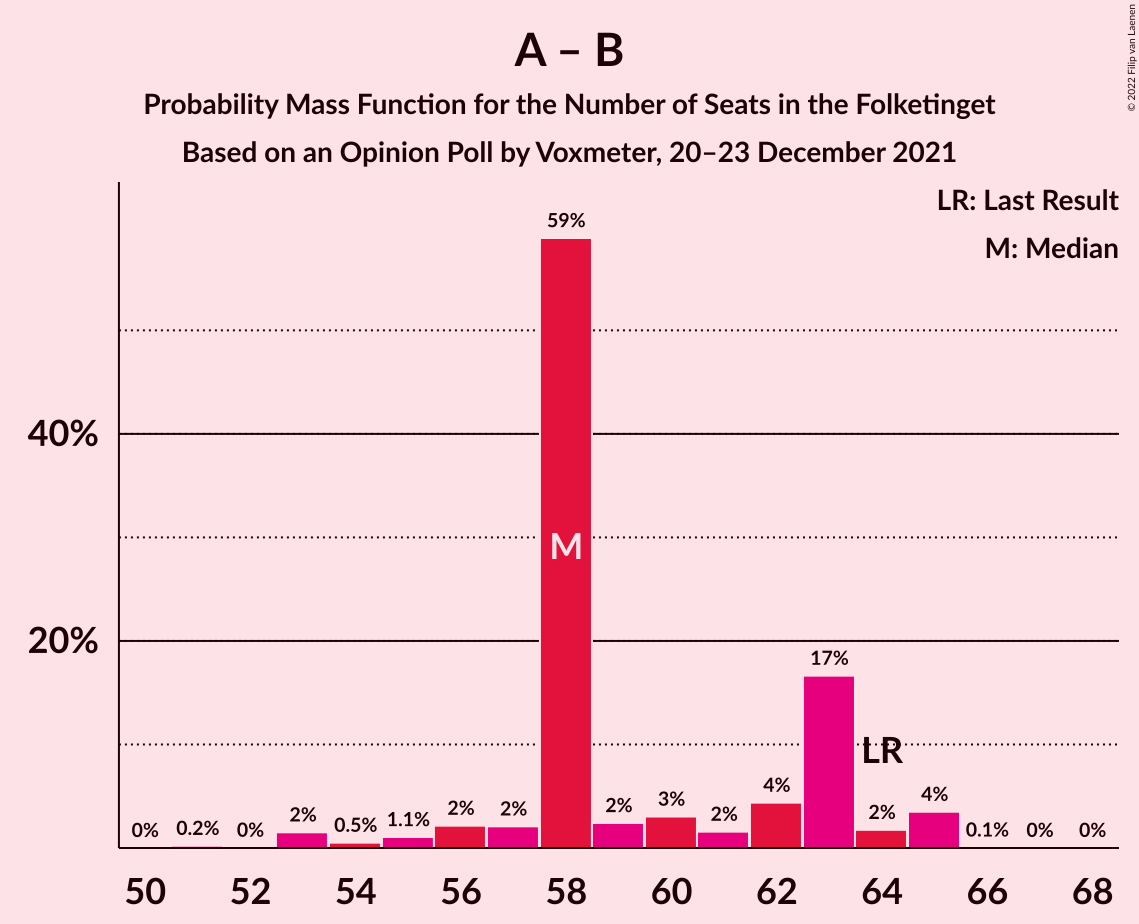 A – B
Probability Mass Function for the Number of Seats in the Folketinget
Based on an Opinion Poll by Voxmeter, 20–23 December 2021
© 2022 Filip van Laenen
LR: Last Result
M: Median
59%
40%
M
20%
17%
LR
0%
0.2%
0%
2%
0.5%
1.1%
2%
2%
2%
3%
2%
4%
2%
4%
0.1%
0%
0%
50 52 54 56 58 60 62 64 66 68